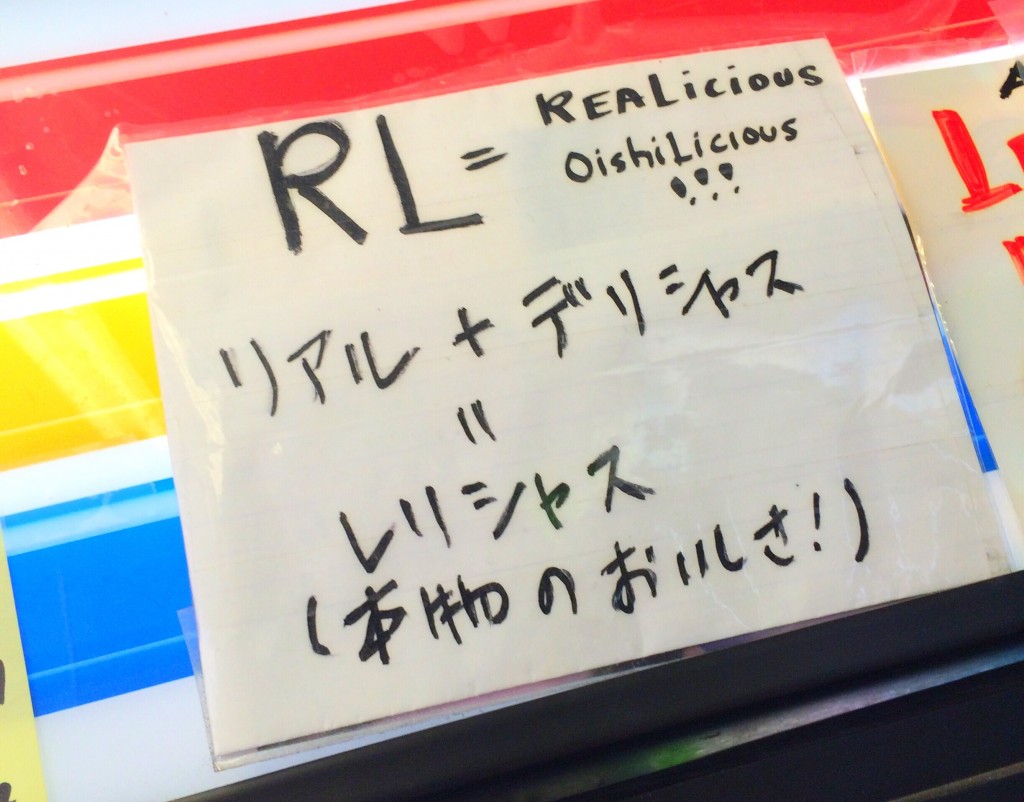 RL = REALicious
OishiLicious
!!!
リアル + デリシャス
=
レリシャス
(本物のおいしさ!)